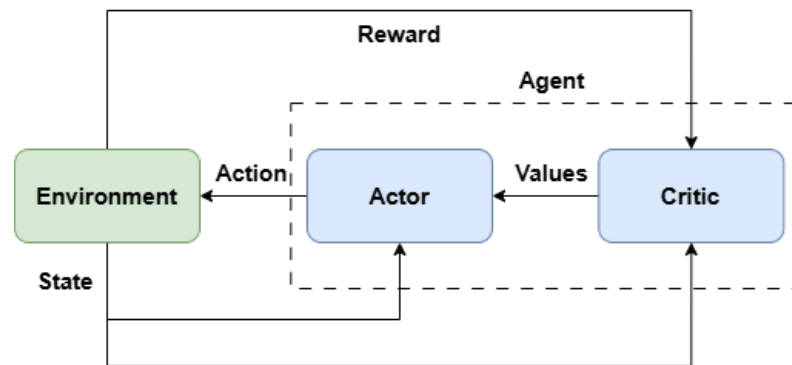 Reward
Agent
Environment
Action
Actor
Values
Critic
State